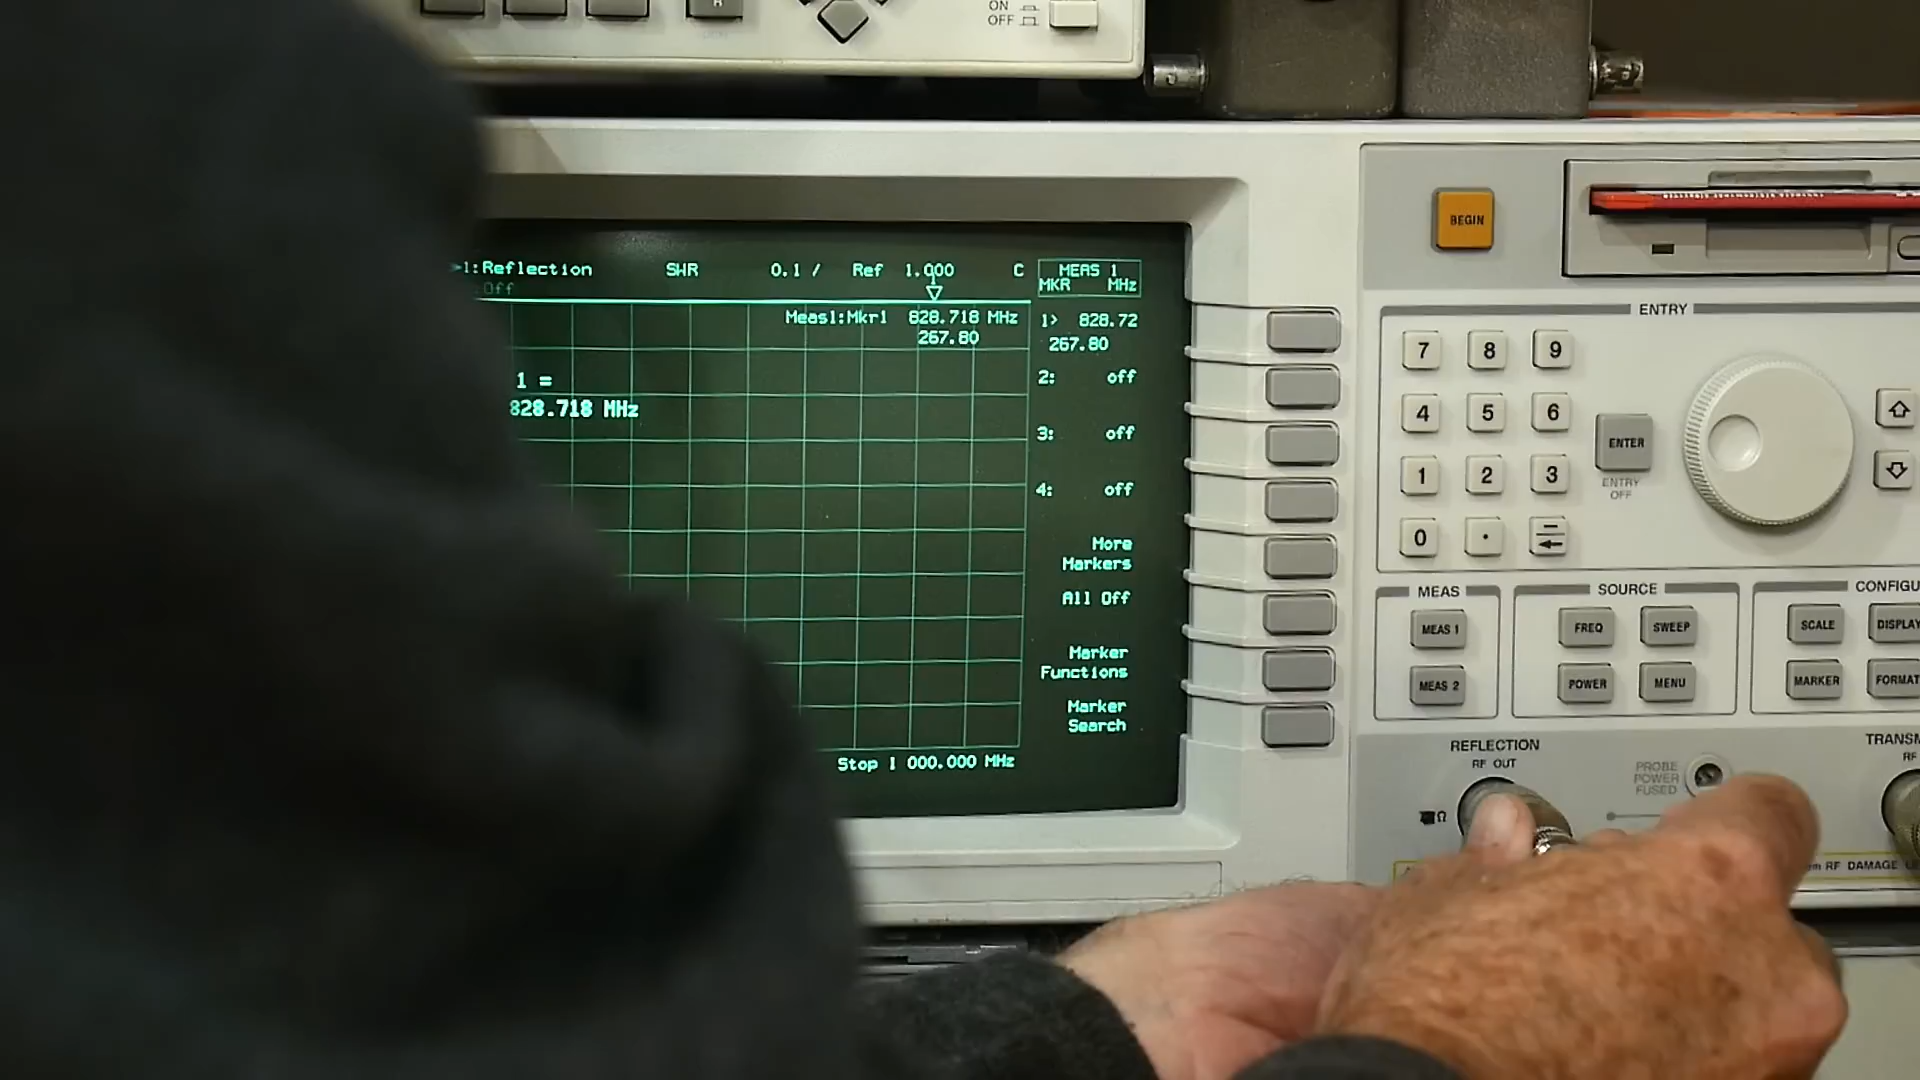 R
ON
OFF
BEGIN
>1:Reflection SWR 0.1 / Ref 1.000 C
:Off
MEAS 1
MKR MHz
Meas1:Mkr1 828.718 MHz
267.80
1> 828.72
267.80
1 =
828.718 MHz
2: off
3: off
4: off
More
Markers
All Off
Marker
Functions
Marker
Search
Stop 1 000.000 MHz
ENTRY
7 8 9
4 5 6
1 2 3
0 .
ENTER
ENTRY
OFF
MEAS
MEAS 1
MEAS 2
SOURCE
FREQ SWEEP
POWER MENU
CONFIGU
SCALE DISPLAY
MARKER FORMAT
REFLECTION
RF OUT
Ω
PROBE
POWER
FUSED
TRANSM
RF
RF DAMAGE